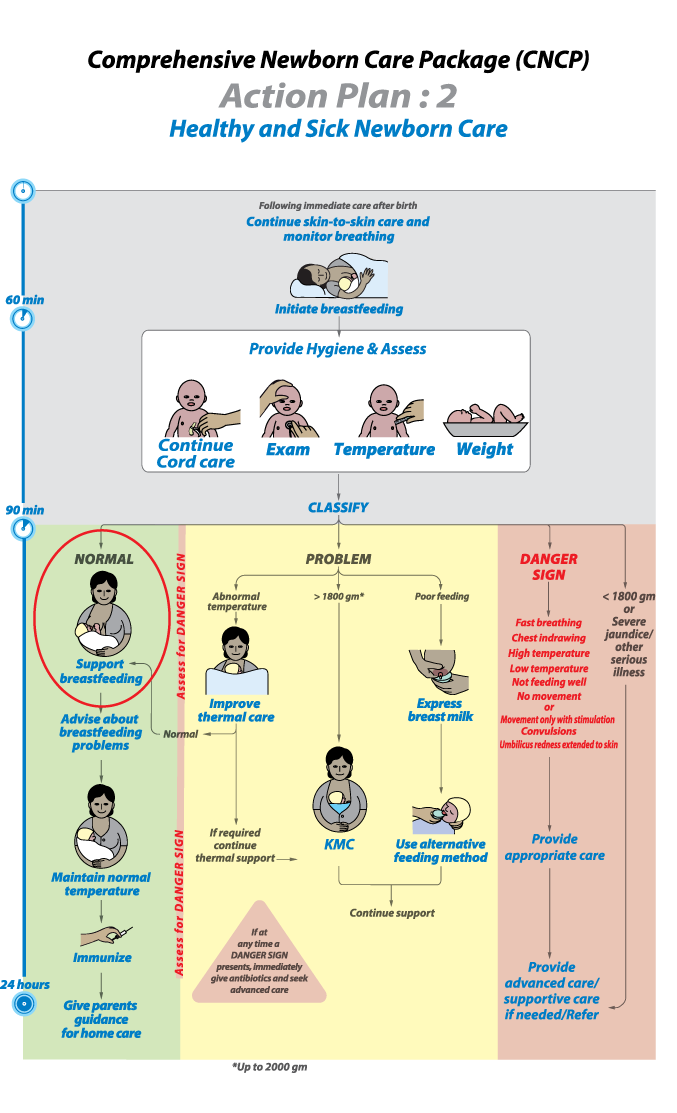 Comprehensive Newborn Care Package (CNCP)
Action Plan : 2
Healthy and Sick Newborn Care
Following immediate care after birth
Continue skin-to-skin care and
monitor breathing
Initiate breastfeeding
60 min
Provide Hygiene & Assess
Continue
Cord care
Exam
Temperature
Weight
90 min
CLASSIFY
NORMAL
Support
breastfeeding
Advise about
breastfeeding
problems
Maintain normal
temperature
Immunize
24 hours
Give parents
guidance
for home care
Assess for DANGER SIGN
Assess for DANGER SIGN
PROBLEM
Abnormal
temperature
Improve
thermal care
Normal
If required
continue
thermal support
> 1800 gm*
KMC
Poor feeding
Express
breast milk
Use alternative
feeding method
Continue support
If at
any time a
DANGER SIGN
presents, immediately
give antibiotics and seek
advanced care
DANGER
SIGN
Fast breathing
Chest indrawing
High temperature
Low temperature
Not feeding well
No movement
or
Movement only with stimulation
Convulsions
Umbilicus redness extended to skin
Provide
appropriate care
Provide
advanced care/
supportive care
if needed/Refer
< 1800 gm
or
Severe
jaundice/
other
serious
illness
*Up to 2000 gm